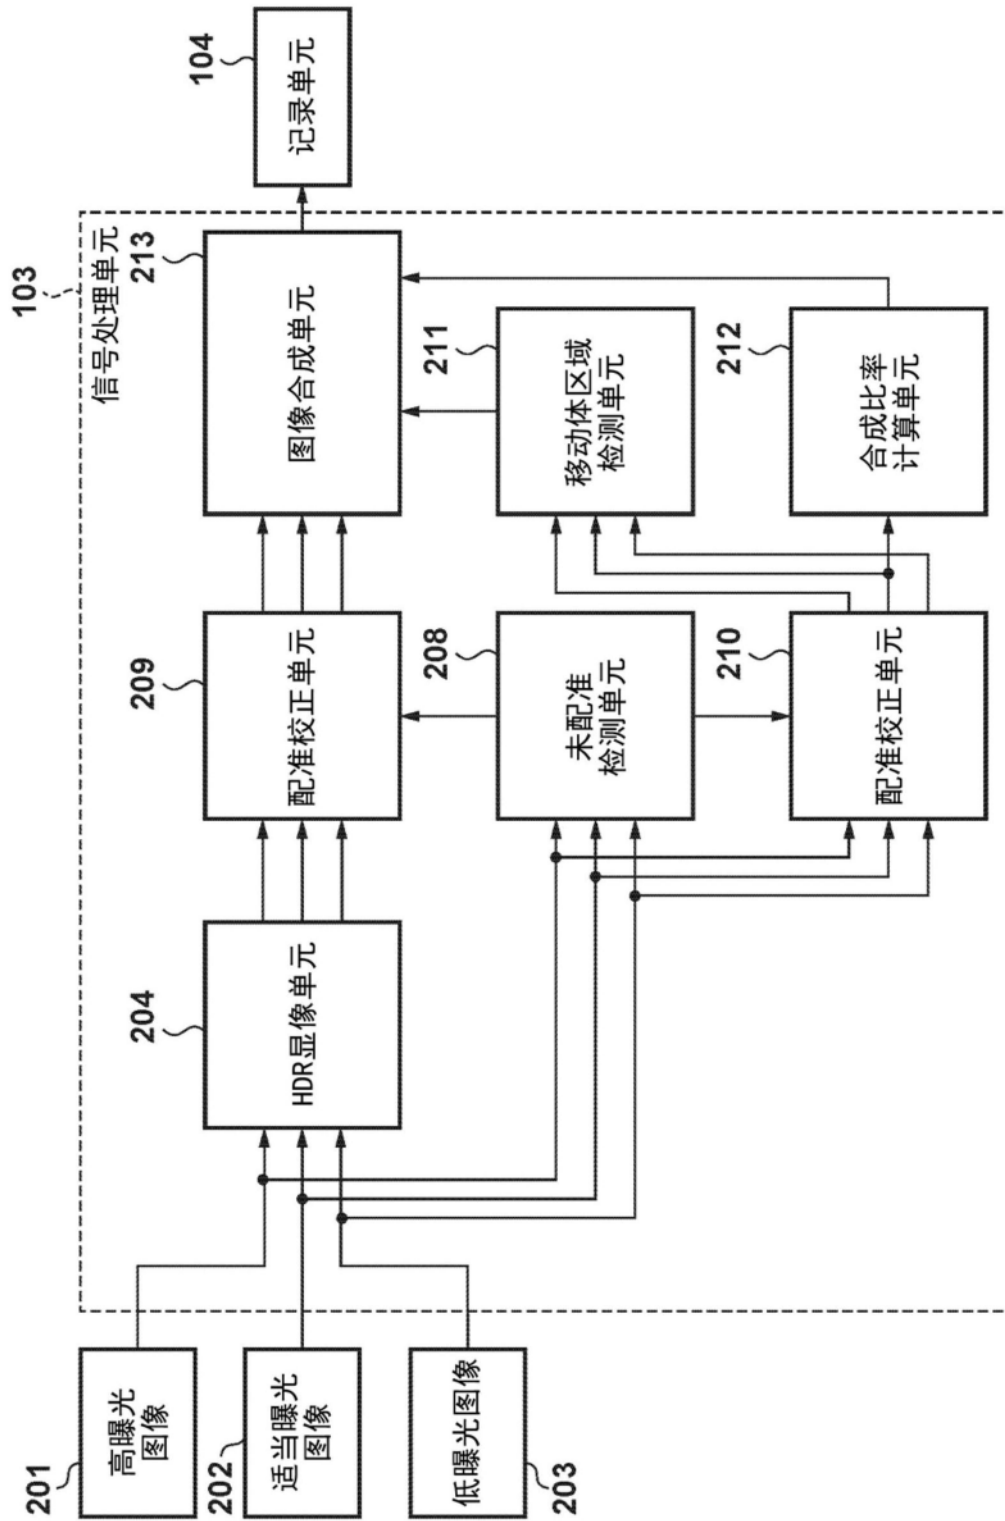 103
信号处理单元
201
高曝光
图像
202
适当曝光
图像
203
低曝光图像
204
HDR显像单元
209
配准校正单元
213
图像合成单元
104
记录单元
208
未配准
检测单元
211
移动体区域
检测单元
210
配准校正单元
212
合成比率
计算单元